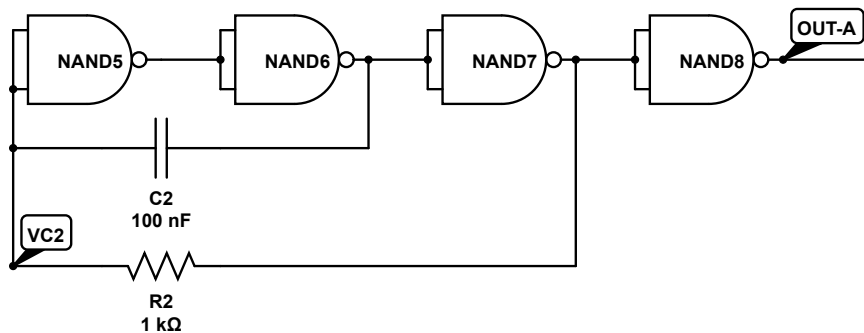 OUT-A
NAND5
NAND6
NAND7
NAND8
C2
100 nF
VC2
R2
1 kΩ